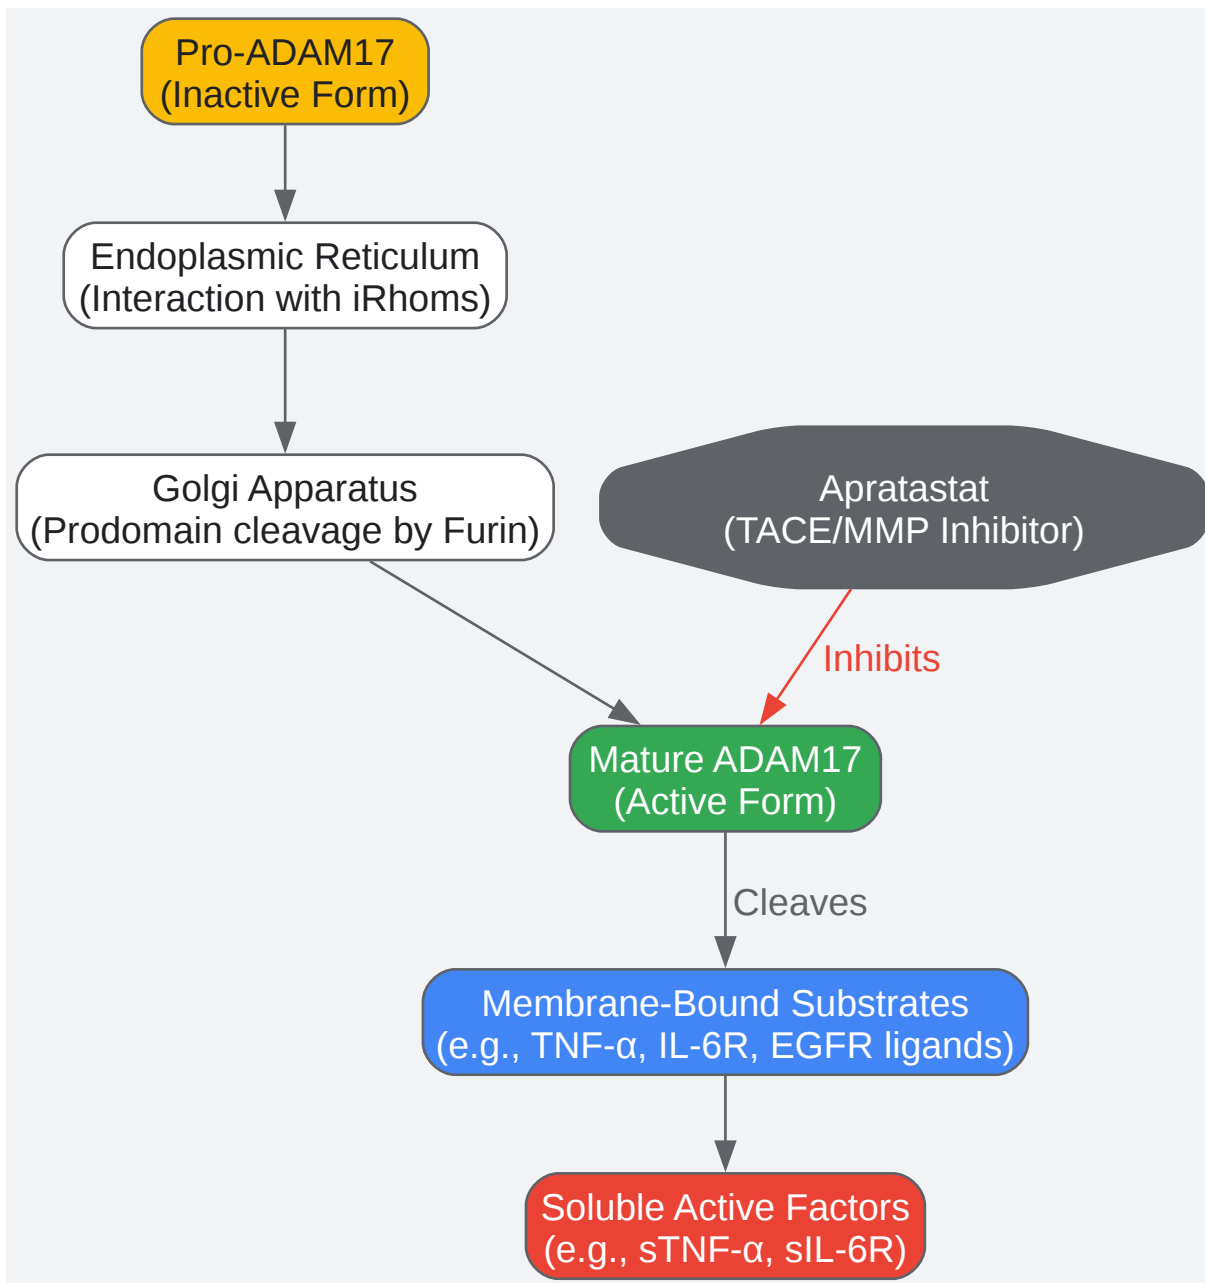 Pro-ADAM17
(Inactive Form)
Endoplasmic Reticulum
(Interaction with iRhoms)
Golgi Apparatus
(Prodomain cleavage by Furin)
Apratastat
(TACE/MMP Inhibitor)
Inhibits
Mature ADAM17
(Active Form)
Cleaves
Membrane-Bound Substrates
(e.g., TNF-α, IL-6R, EGFR ligands)
Soluble Active Factors
(e.g., sTNF-α, sIL-6R)